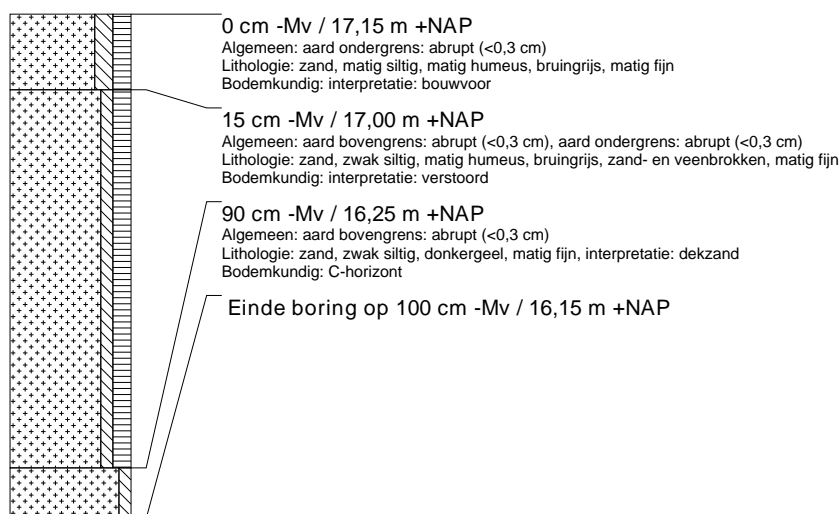 0 cm -Mv / 17,15 m +NAP
Algemeen: aard ondergrens: abrupt (<0,3 cm)
Lithologie: zand, matig siltig, matig humeus, bruingrijs, matig fijn
Bodemkundig: interpretatie: bouwvoor
15 cm -Mv / 17,00 m +NAP
Algemeen: aard bovengrens: abrupt (<0,3 cm), aard ondergrens: abrupt (<0,3 cm)
Lithologie: zand, zwak siltig, matig humeus, bruingrijs, zand- en veenbrokken, matig fijn
Bodemkundig: interpretatie: verstoord
90 cm -Mv / 16,25 m +NAP
Algemeen: aard bovengrens: abrupt (<0,3 cm)
Lithologie: zand, zwak siltig, donkergeel, matig fijn, interpretatie: dekzand
Bodemkundig: C-horizont
Einde boring op 100 cm -Mv / 16,15 m +NAP